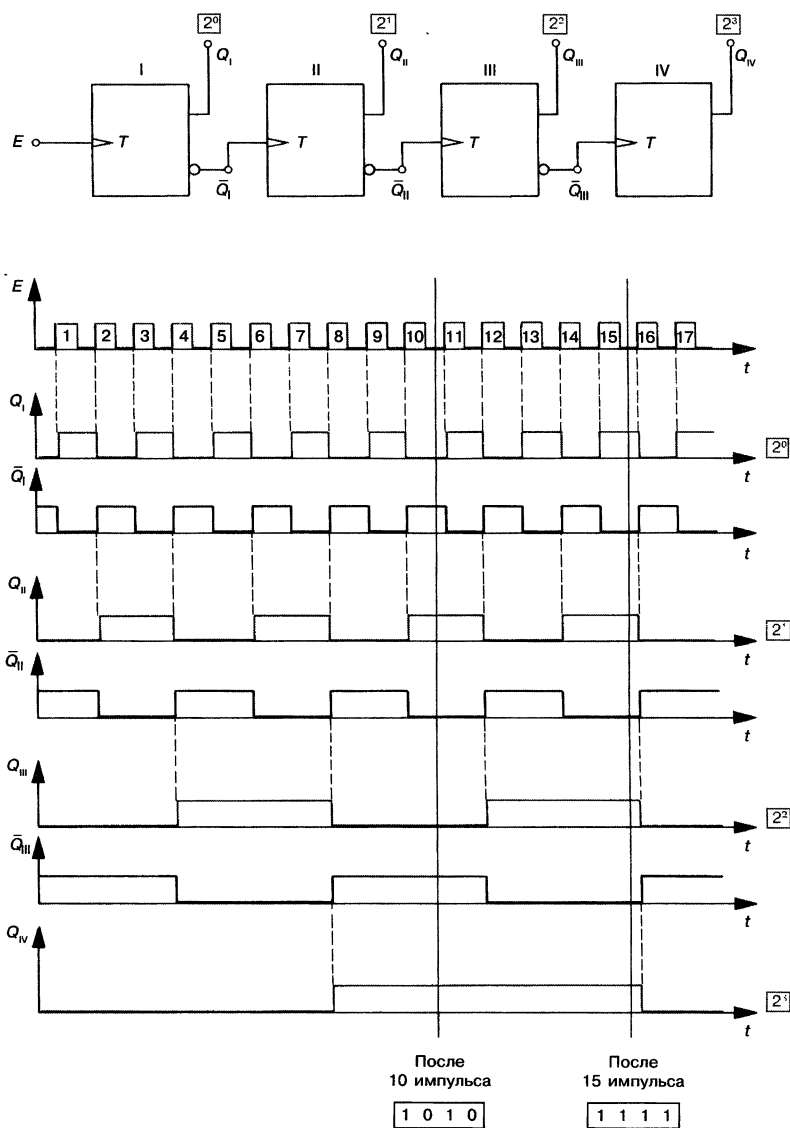 2⁰ 2¹ 2² 2³
Q_I Q_II Q_III Q_IV
I II III IV
E T T T T
Q̄_I Q̄_II Q̄_III
E
1 2 3 4 5 6 7 8 9 10 11 12 13 14 15 16 17
t
Q_I
2⁰
t
Q̄_I
t
Q_II
2¹
t
Q̄_II
t
Q_III
2²
t
Q̄_III
t
Q_IV
2³
t
После
10 импульса
1 0 1 0
После
15 импульса
1 1 1 1